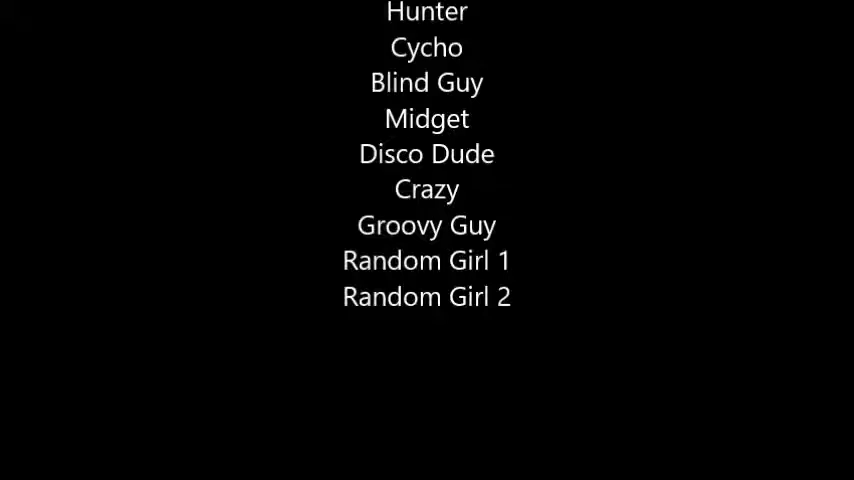 Hunter
Cycho
Blind Guy
Midget
Disco Dude
Crazy
Groovy Guy
Random Girl 1
Random Girl 2